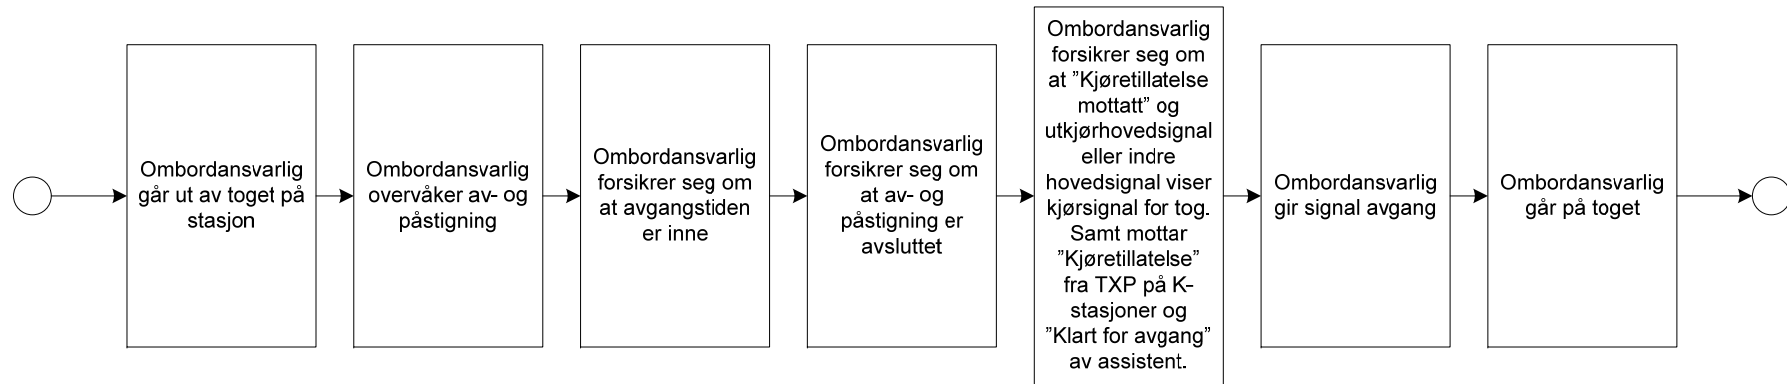 Ombordansvarlig
går ut av toget på
stasjon
Ombordansvarlig
overvåker av- og
påstigning
Ombordansvarlig
forsikrer seg om
at avgangstiden
er inne
Ombordansvarlig
forsikrer seg om
at av- og
påstigning er
avsluttet
Ombordansvarlig
forsikrer seg om
at ”Kjøretillatelse
mottatt” og
utkjørhovedsignal
eller indre
hovedsignal viser
kjørsignal for tog.
Samt mottar
”Kjøretillatelse”
fra TXP på K-
stasjoner og
”Klart for avgang”
av assistent.
Ombordansvarlig
gir signal avgang
Ombordansvarlig
går på toget